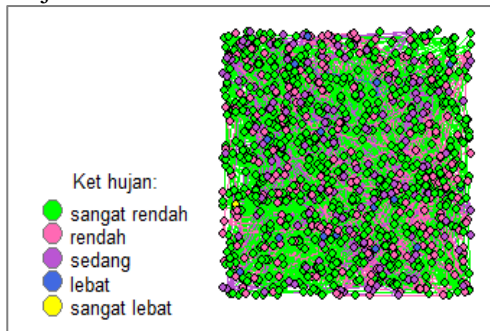 Ket hujan:
sangat rendah
rendah
sedang
lebat
sangat lebat